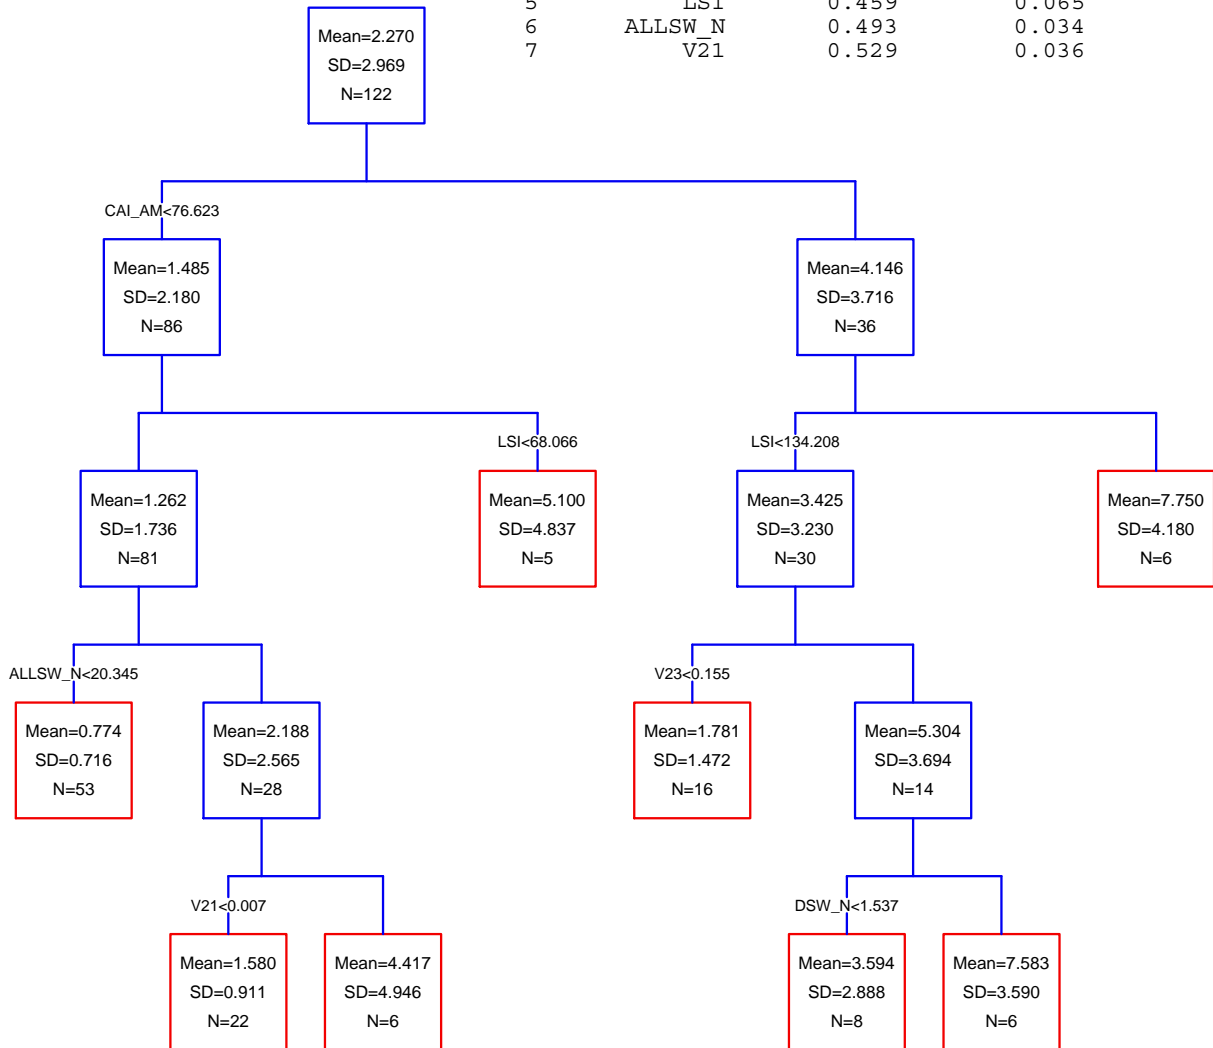 5 LSI 0.459 0.065
6 ALLSW_N 0.493 0.034
7 V21 0.529 0.036
Mean=2.270
SD=2.969
N=122
CAI_AM<76.623
Mean=1.485
SD=2.180
N=86
Mean=4.146
SD=3.716
N=36
LSI<68.066
LSI<134.208
Mean=1.262
SD=1.736
N=81
Mean=5.100
SD=4.837
N=5
Mean=3.425
SD=3.230
N=30
Mean=7.750
SD=4.180
N=6
ALLSW_N<20.345
V23<0.155
Mean=0.774
SD=0.716
N=53
Mean=2.188
SD=2.565
N=28
Mean=1.781
SD=1.472
N=16
Mean=5.304
SD=3.694
N=14
V21<0.007
DSW_N<1.537
Mean=1.580
SD=0.911
N=22
Mean=4.417
SD=4.946
N=6
Mean=3.594
SD=2.888
N=8
Mean=7.583
SD=3.590
N=6